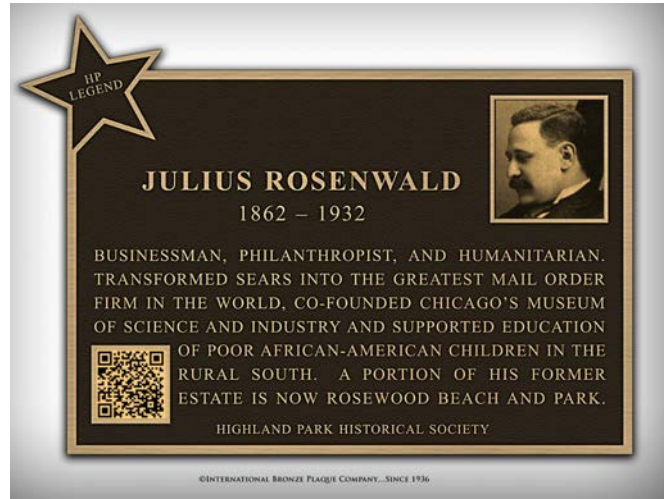 HP
LEGEND
JULIUS ROSENWALD
1862 – 1932
BUSINESSMAN, PHILANTHROPIST, AND HUMANITARIAN.
TRANSFORMED SEARS INTO THE GREATEST MAIL ORDER
FIRM IN THE WORLD, CO-FOUNDED CHICAGO'S MUSEUM
OF SCIENCE AND INDUSTRY AND SUPPORTED EDUCATION
OF POOR AFRICAN-AMERICAN CHILDREN IN THE
RURAL SOUTH. A PORTION OF HIS FORMER
ESTATE IS NOW ROSEWOOD BEACH AND PARK.
HIGHLAND PARK HISTORICAL SOCIETY
©INTERNATIONAL BRONZE PLAQUE COMPANY...SINCE 1936